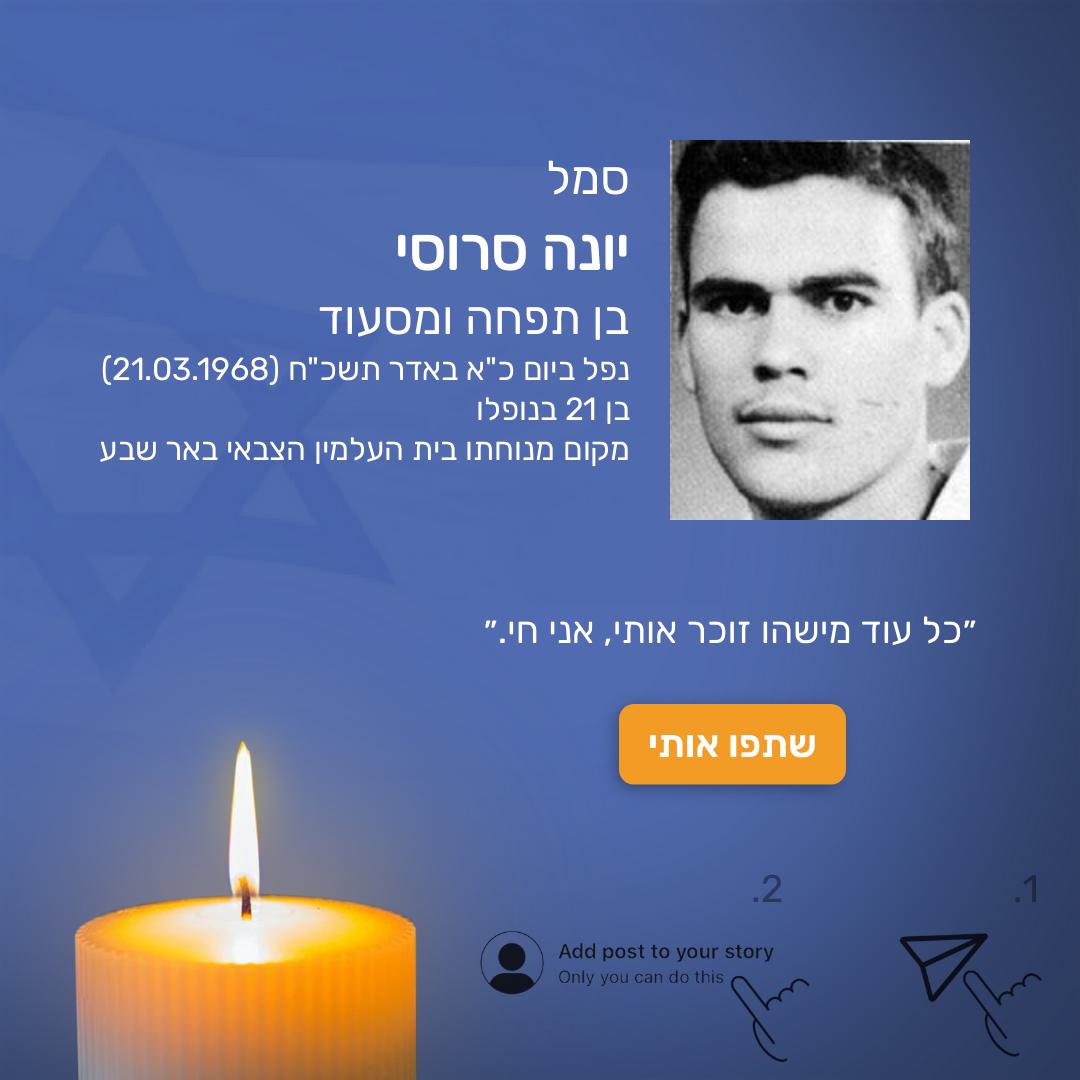 סמל
יונה סרוסי
בן תפחה ומסעוד
נפל ביום כ"א באדר תשכ"ח (21.03.1968)
בן 21 בנופלו
מקום מנוחתו בית העלמין הצבאי באר שבע
״כל עוד מישהו זוכר אותי, אני חי.״
שתפו אותי
1.
2.
Add post to your story
Only you can do this